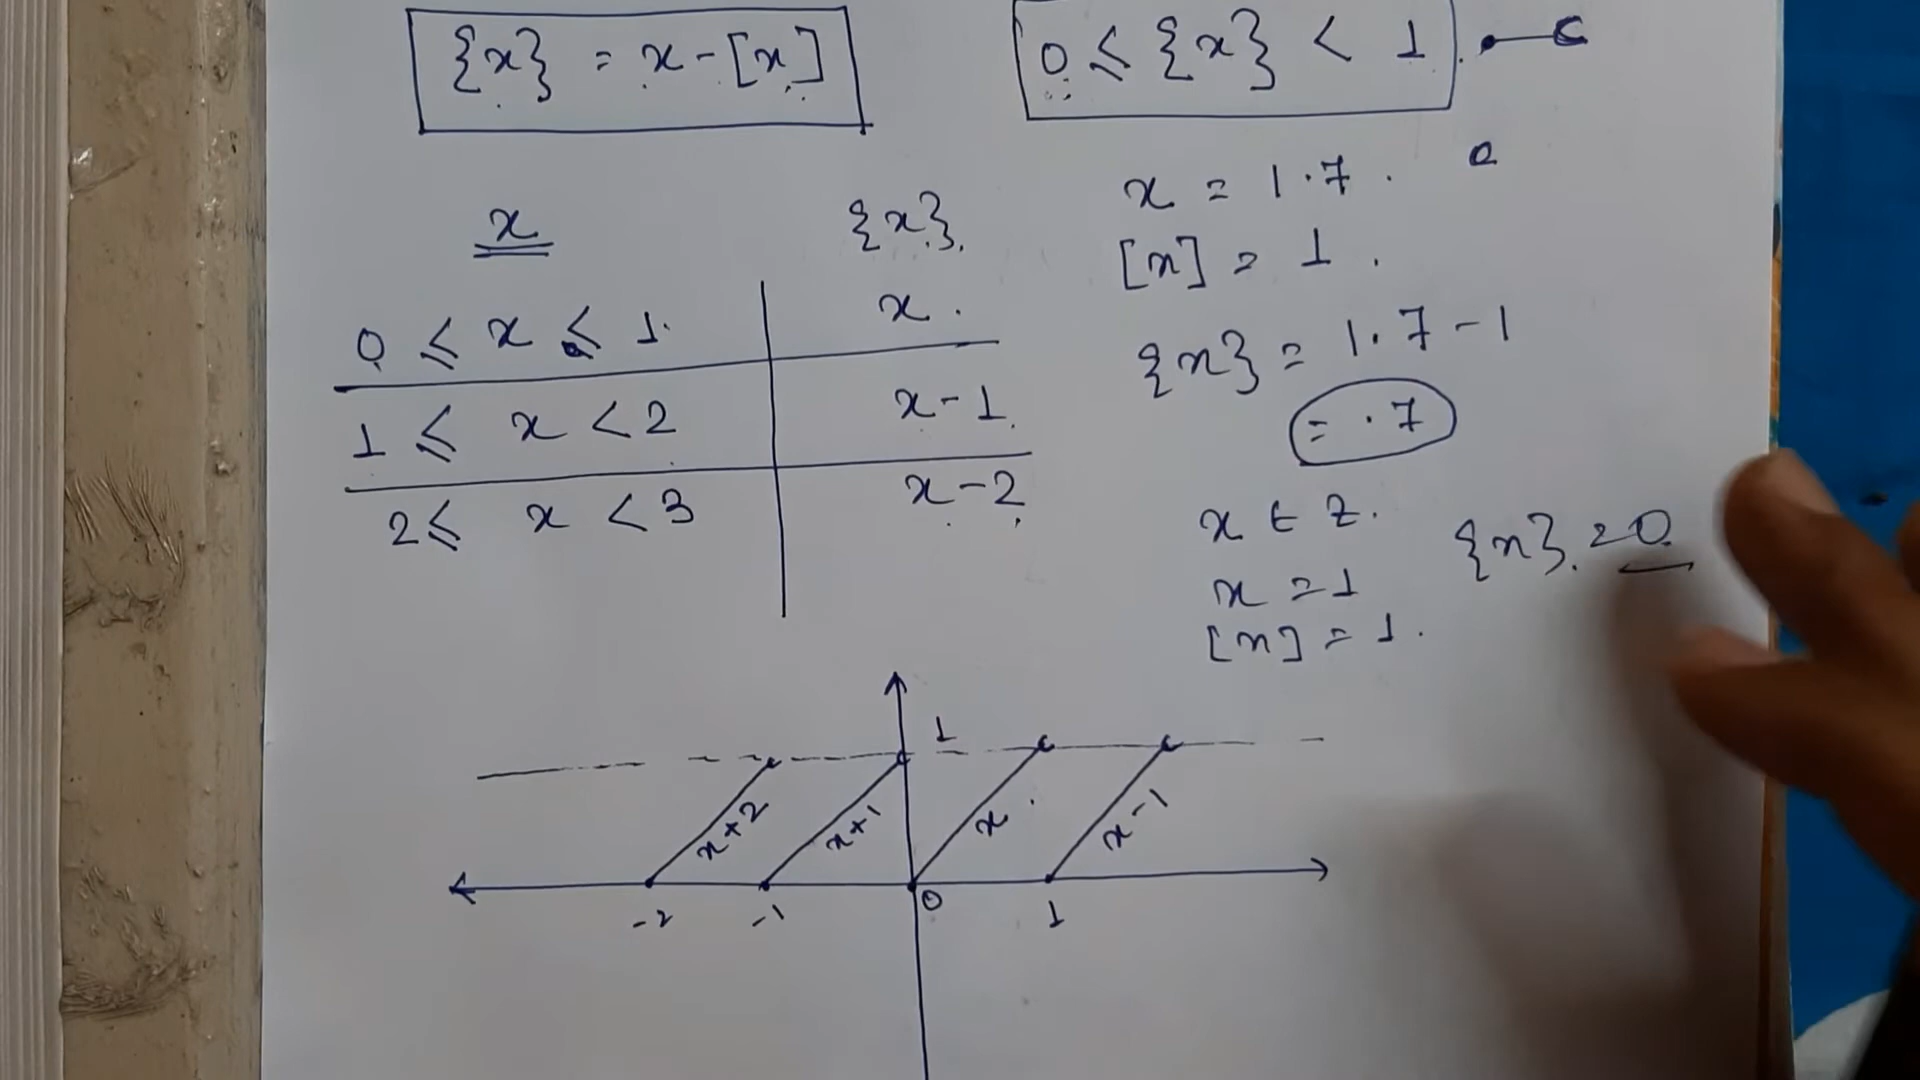 {x} = x - [x]
0 ≤ {x} < 1
x = 1.7
[x] = 1
{x} = 1.7 - 1
= .7
x {x}
0 ≤ x ≤ 1 x
1 ≤ x < 2 x - 1
2 ≤ x < 3 x - 2
x ∈ Z.
{x} = 0
x = 1
[x] = 1
1
x+2 x+1 x x-1
-2 -1 0 1